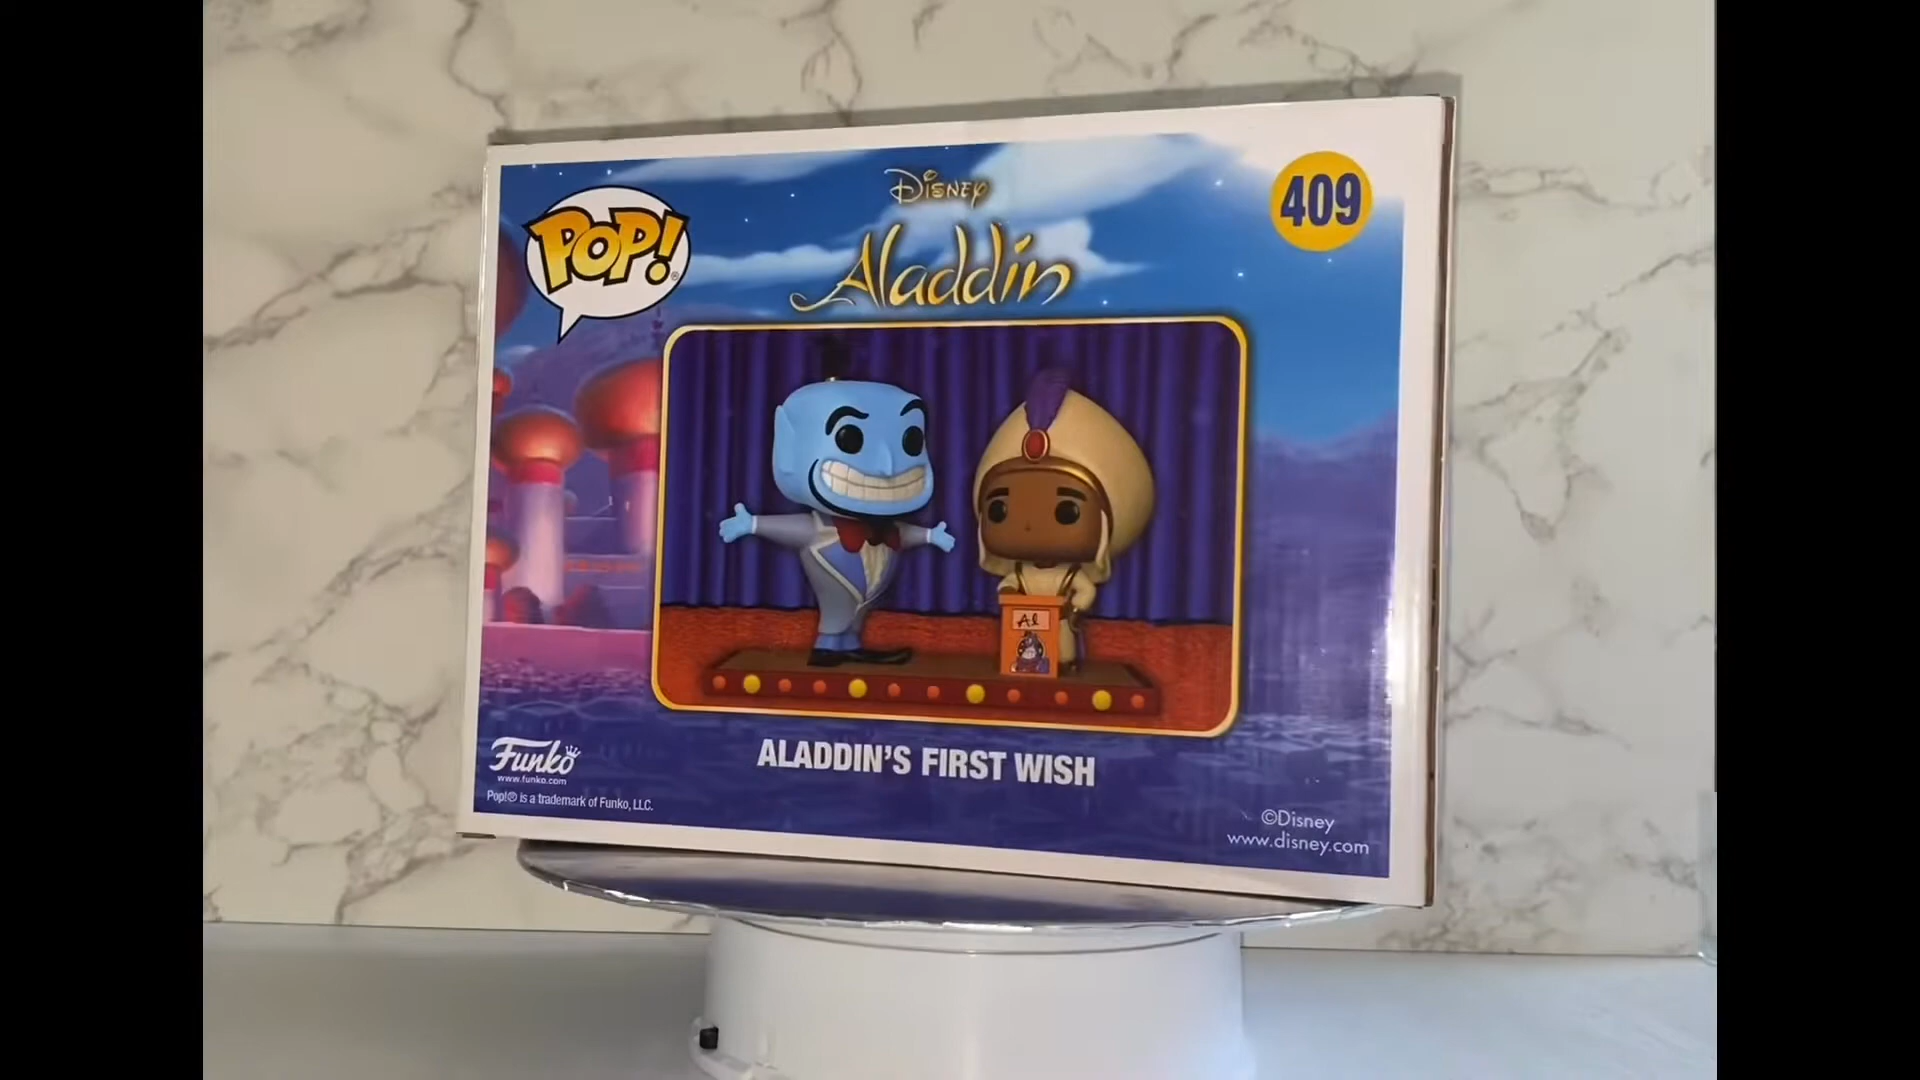 POP!
Disney
Aladdin
409
Al
ALADDIN'S FIRST WISH
Funko
www.funko.com
Pop!® is a trademark of Funko, LLC.
©Disney
www.disney.com